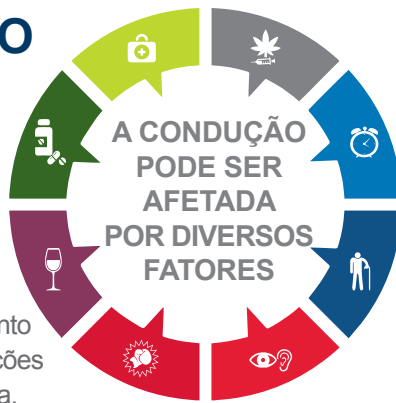 O
A CONDUÇÃO
PODE SER
AFETADA
POR DIVERSOS
FATORES
nto
ções
a.